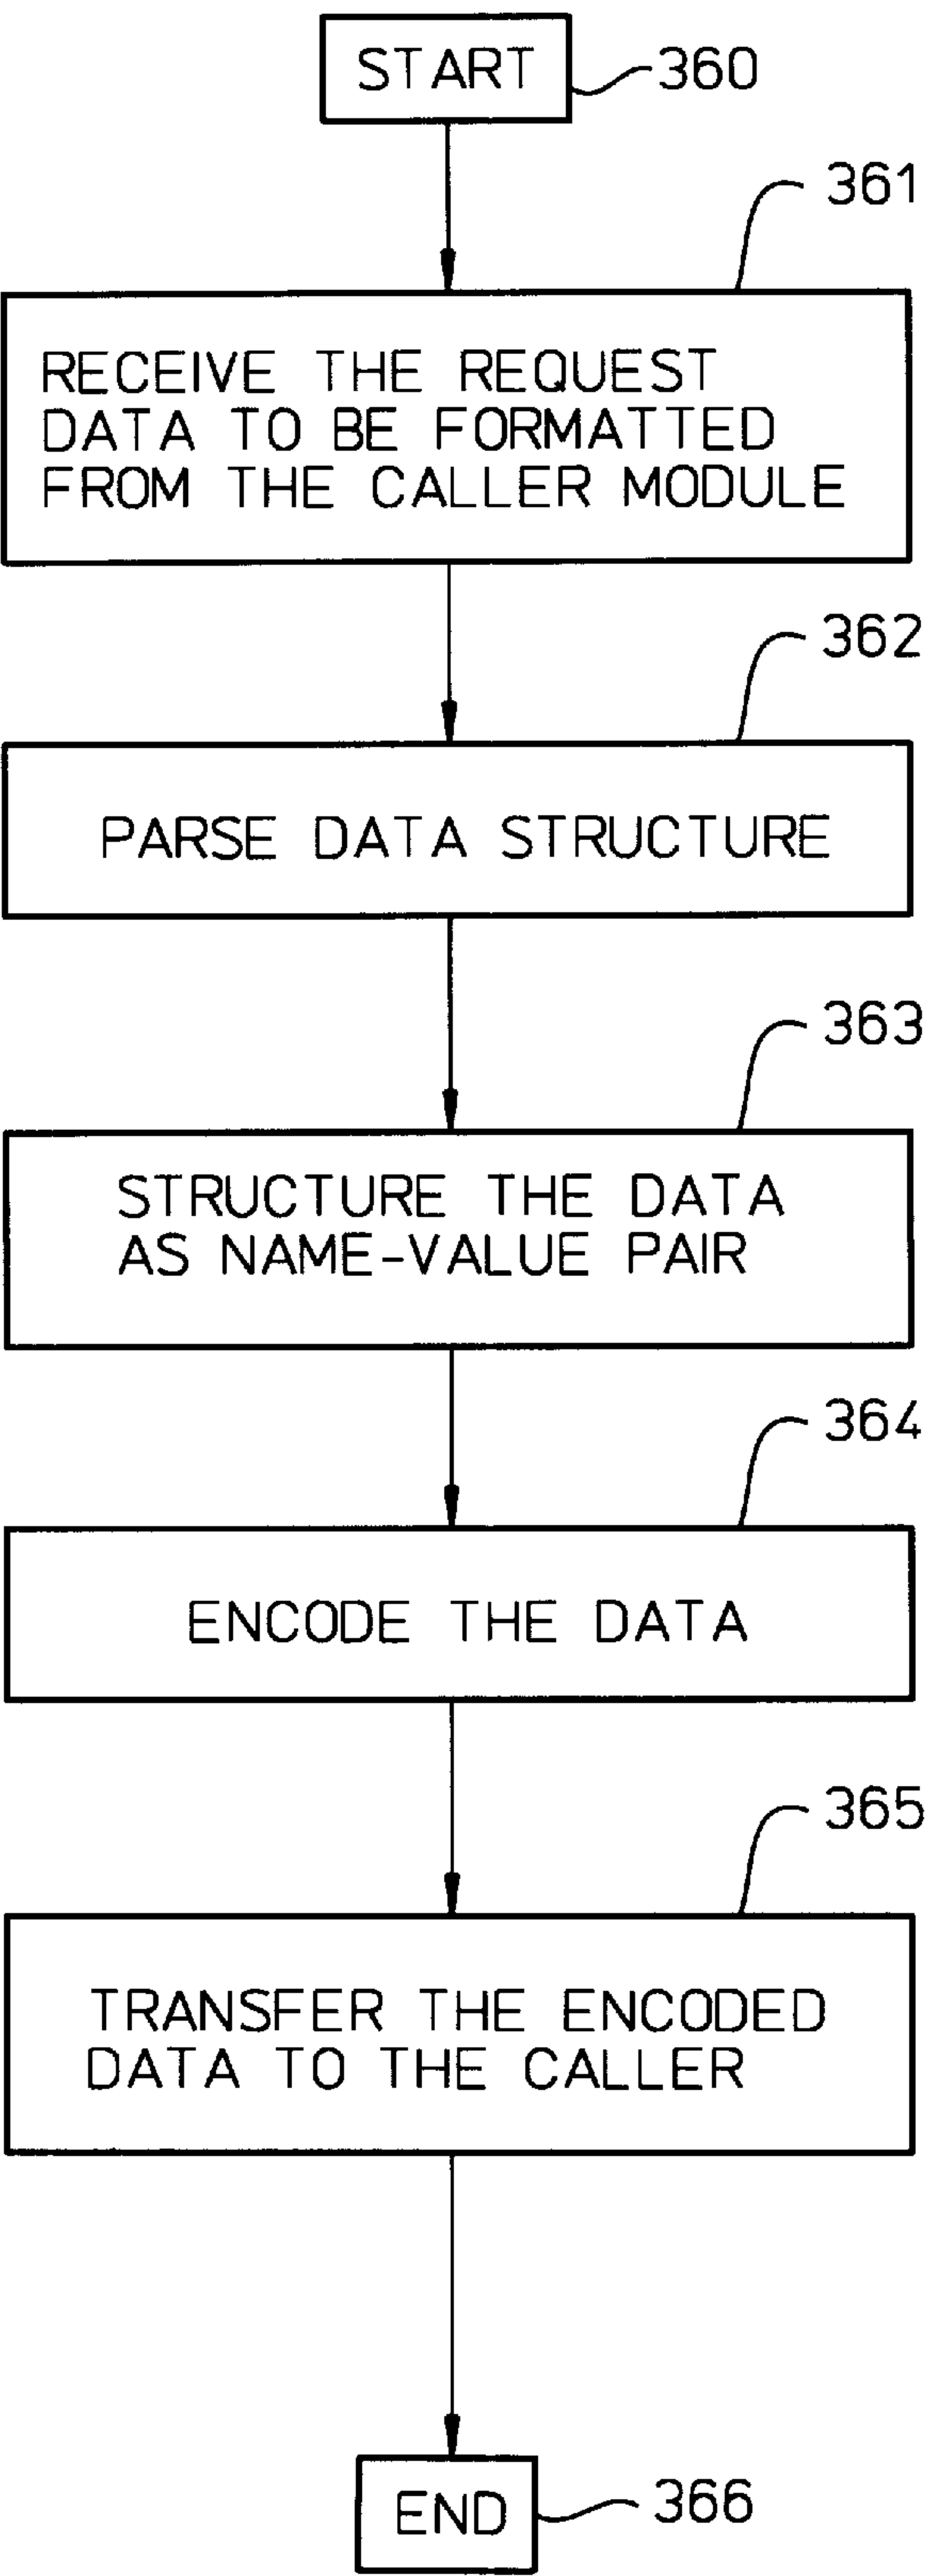 START
360
361
RECEIVE THE REQUEST
DATA TO BE FORMATTED
FROM THE CALLER MODULE
362
PARSE DATA STRUCTURE
363
STRUCTURE THE DATA
AS NAME-VALUE PAIR
364
ENCODE THE DATA
365
TRANSFER THE ENCODED
DATA TO THE CALLER
END
366